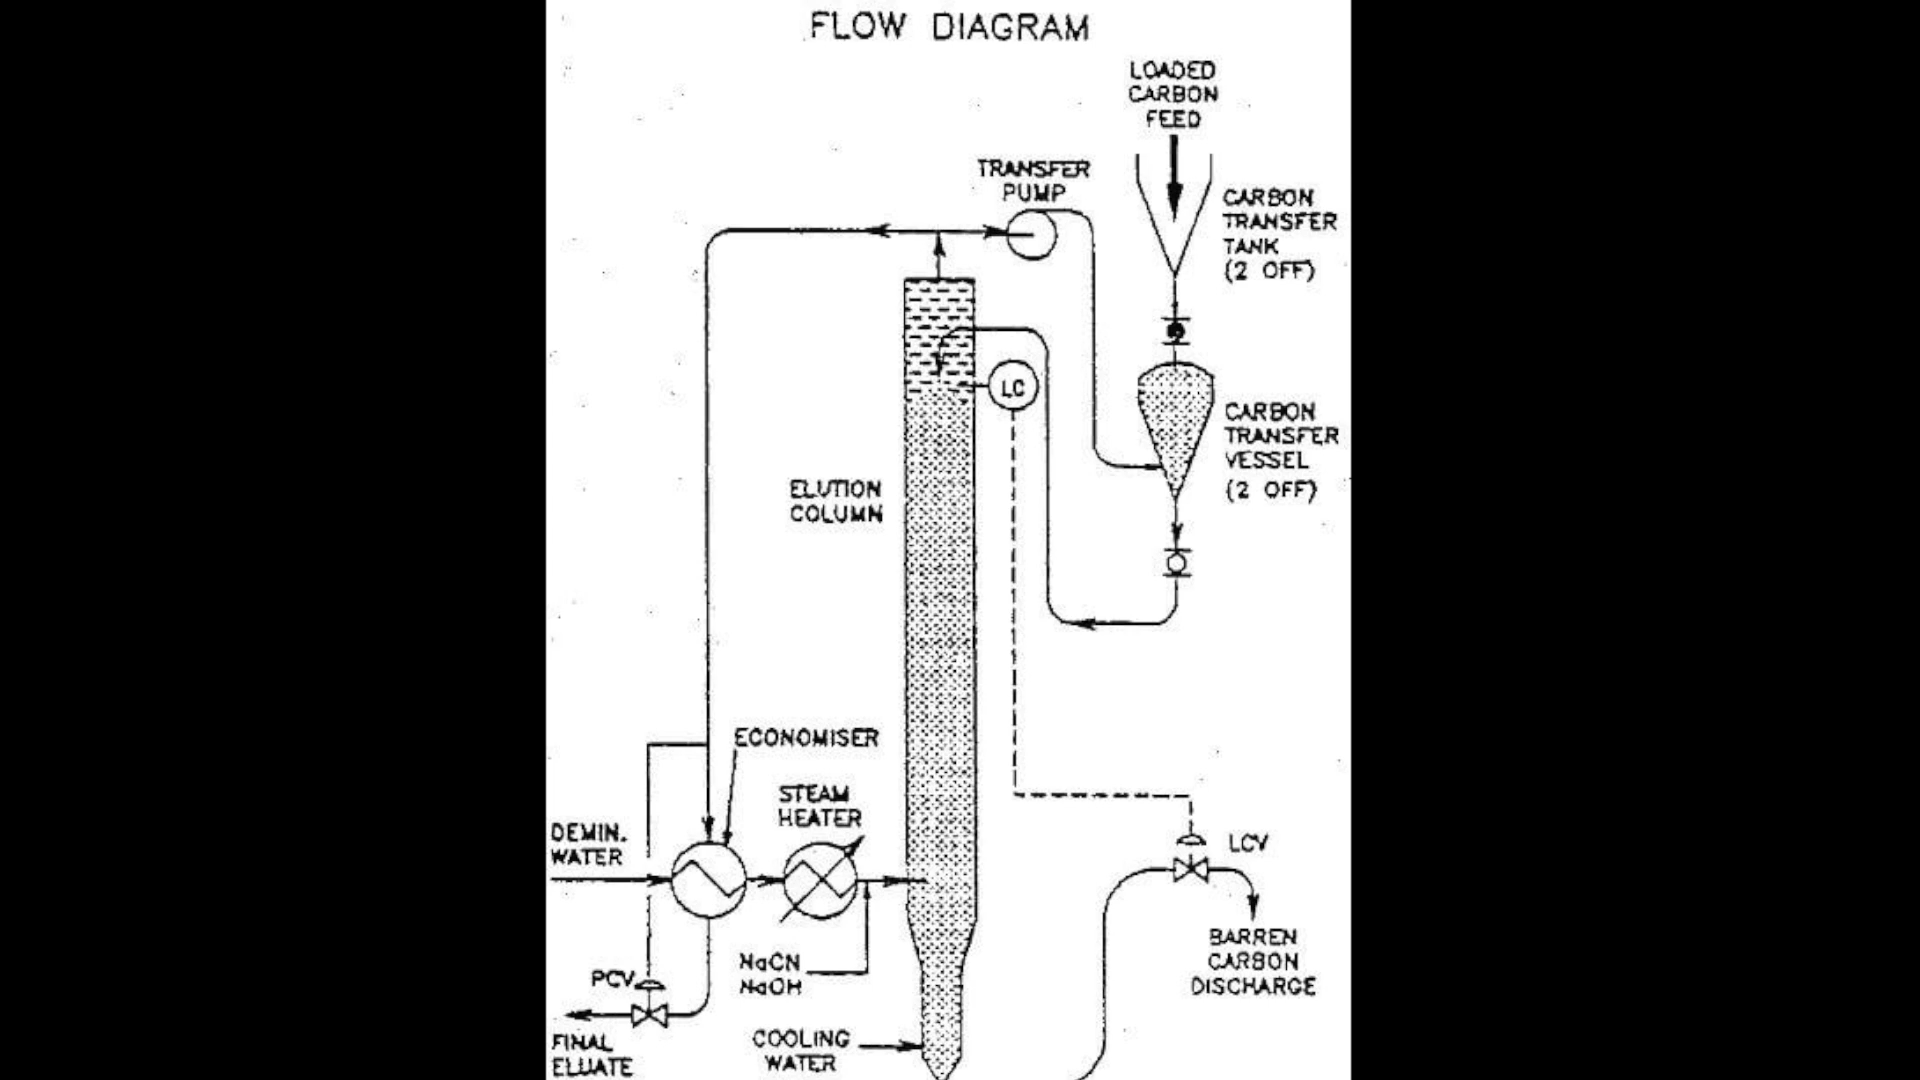 FLOW DIAGRAM
LOADED
CARBON
FEED
TRANSFER
PUMP
CARBON
TRANSFER
TANK
(2 OFF)
LC
CARBON
TRANSFER
VESSEL
(2 OFF)
ELUTION
COLUMN
ECONOMISER
STEAM
HEATER
DEMIN.
WATER
LCV
BARREN
CARBON
DISCHARGE
NaCN
NaOH
PCV
COOLING
WATER
FINAL
ELUATE